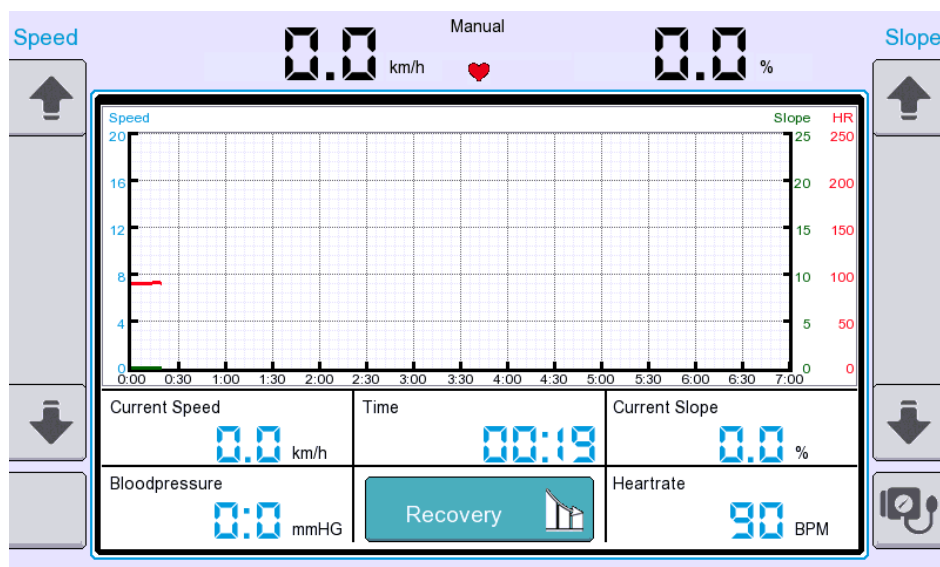 Manual
Speed 0.0 km/h 0.0 % Slope
Speed Slope HR
20 25 250
16 20 200
12 15 150
8 10 100
4 5 50
0 0 0
0:00 0:30 1:00 1:30 2:00 2:30 3:00 3:30 4:00 4:30 5:00 5:30 6:00 6:30 7:00
Current Speed Time Current Slope
0.0 km/h 00:19 0.0 %
Bloodpressure Heartrate
0:0 mmHG Recovery 90 BPM